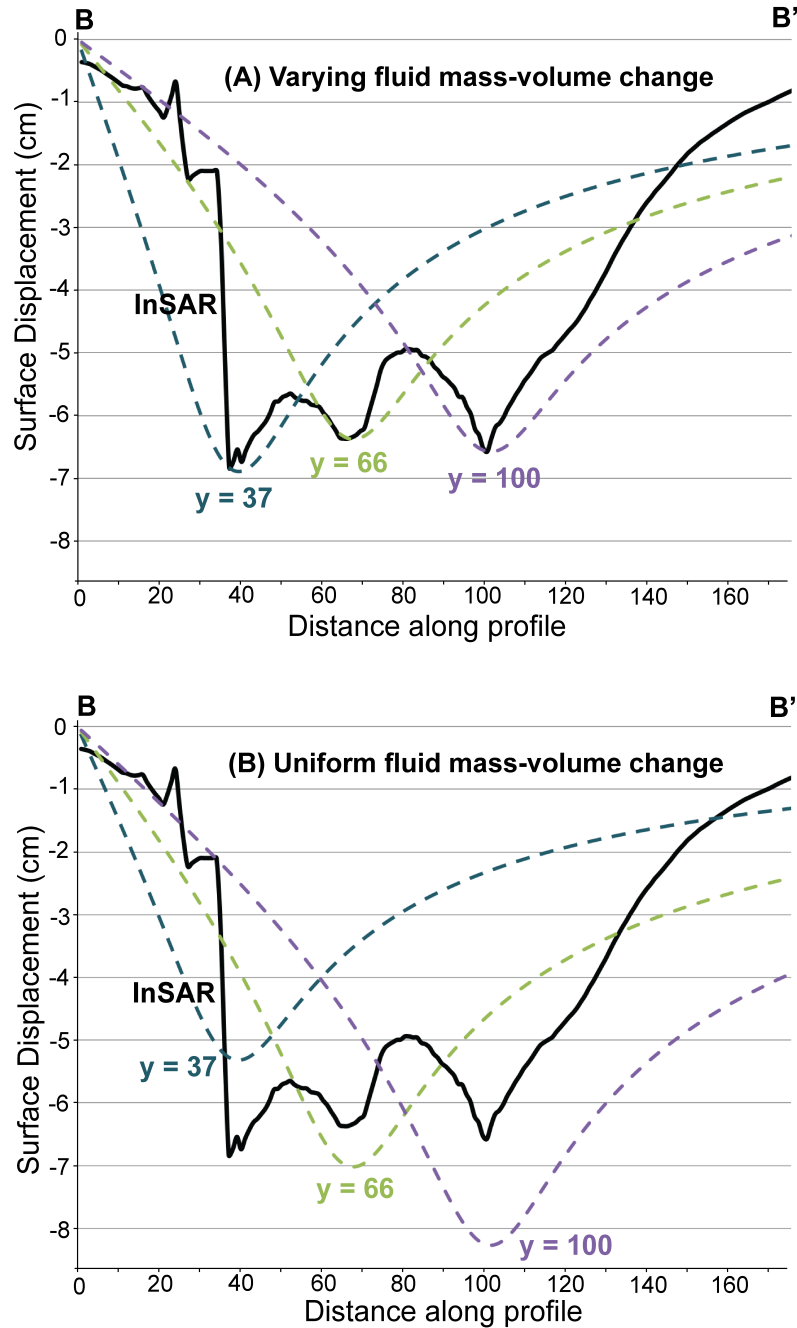 B B’
(A) Varying fluid mass-volume change
Surface Displacement (cm)
0
-1
-2
-3
-4
-5
-6
-7
-8
InSAR
y = 37
y = 66
y = 100
0 20 40 60 80 100 120 140 160
Distance along profile
B B’
(B) Uniform fluid mass-volume change
Surface Displacement (cm)
0
-1
-2
-3
-4
-5
-6
-7
-8
InSAR
y = 37
y = 66
y = 100
0 20 40 60 80 100 120 140 160
Distance along profile